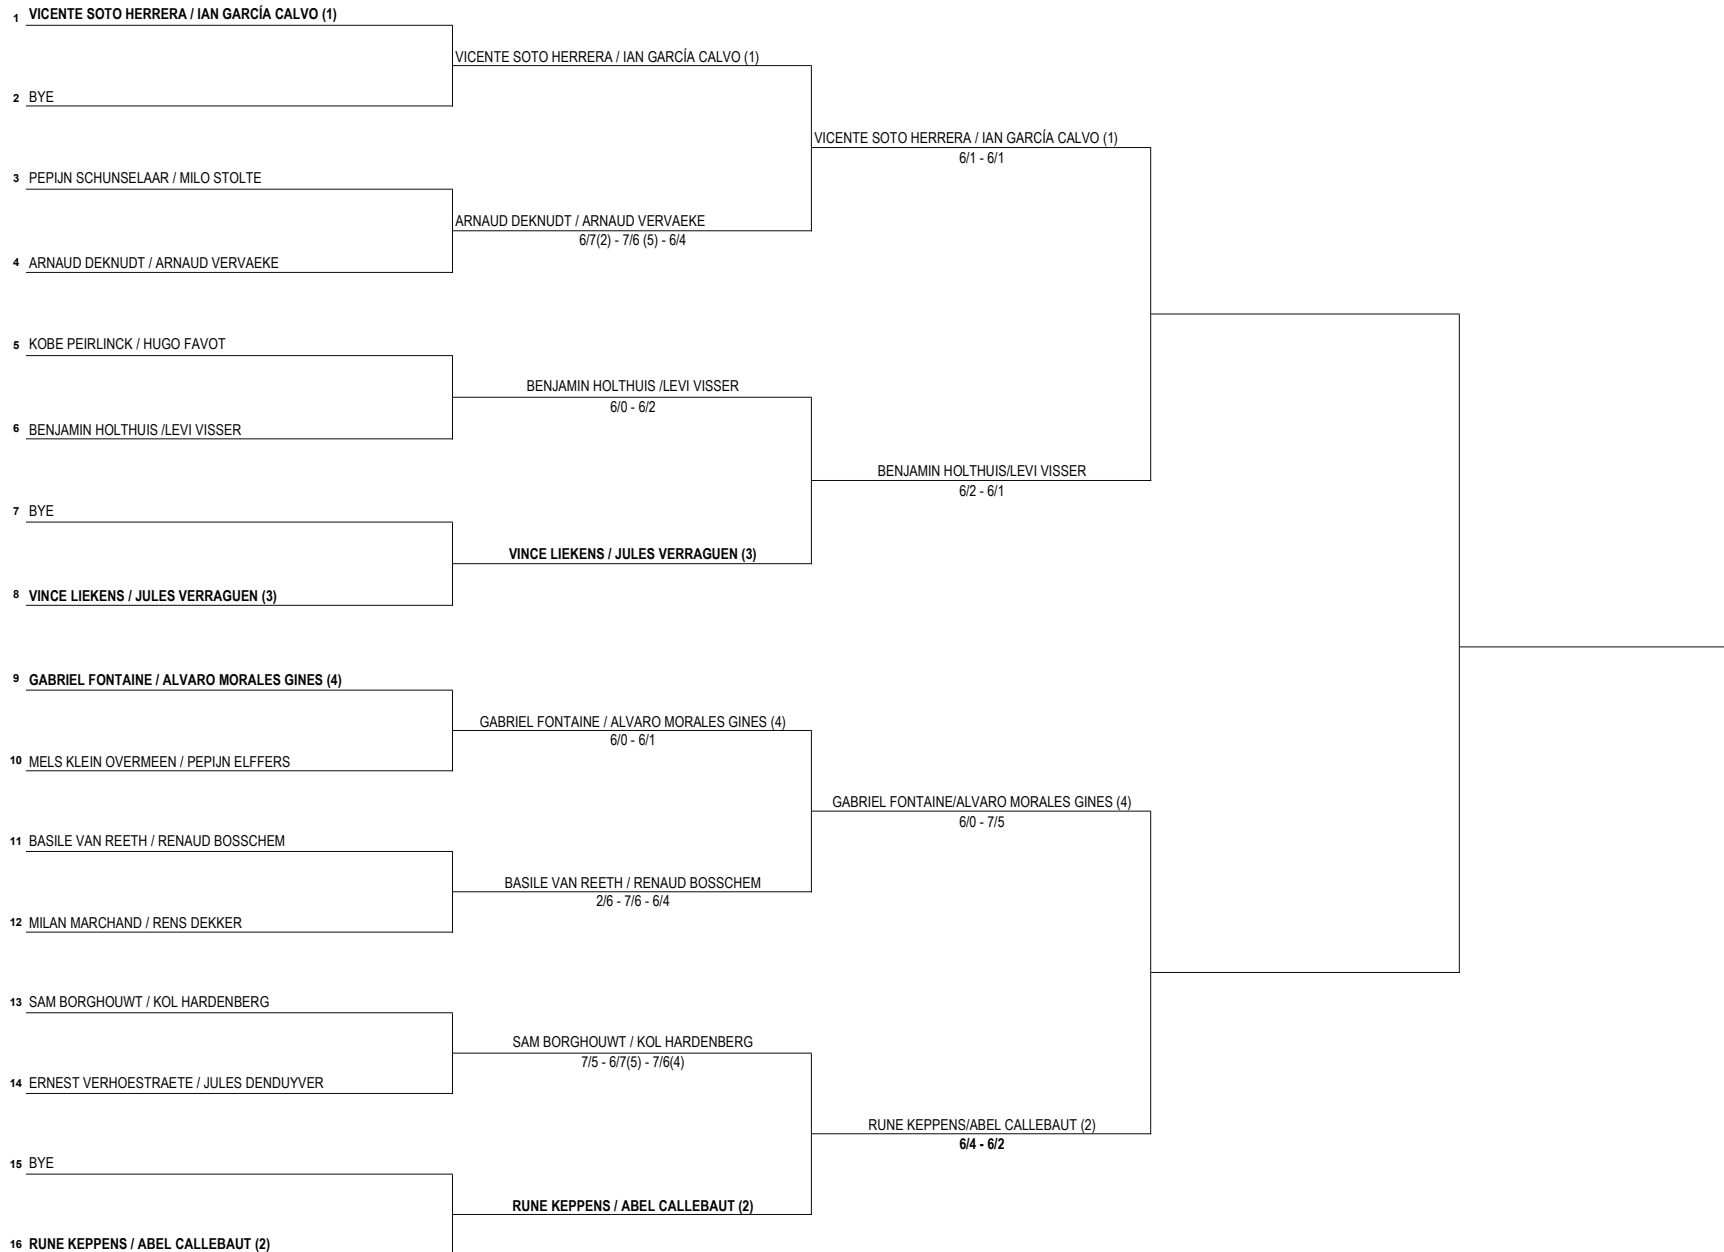 1 VICENTE SOTO HERRERA / IAN GARCÍA CALVO (1)
VICENTE SOTO HERRERA / IAN GARCÍA CALVO (1)
2 BYE
VICENTE SOTO HERRERA / IAN GARCÍA CALVO (1)
6/1 - 6/1
3 PEPIJN SCHUNSELAAR / MILO STOLTE
ARNAUD DEKNUDT / ARNAUD VERVAEKE
6/7(2) - 7/6 (5) - 6/4
4 ARNAUD DEKNUDT / ARNAUD VERVAEKE
5 KOBE PEIRLINCK / HUGO FAVOT
BENJAMIN HOLTHUIS /LEVI VISSER
6/0 - 6/2
6 BENJAMIN HOLTHUIS /LEVI VISSER
BENJAMIN HOLTHUIS/LEVI VISSER
6/2 - 6/1
7 BYE
VINCE LIEKENS / JULES VERRAGUEN (3)
8 VINCE LIEKENS / JULES VERRAGUEN (3)
9 GABRIEL FONTAINE / ALVARO MORALES GINES (4)
GABRIEL FONTAINE / ALVARO MORALES GINES (4)
6/0 - 6/1
10 MELS KLEIN OVERMEEN / PEPIJN ELFFERS
GABRIEL FONTAINE/ALVARO MORALES GINES (4)
6/0 - 7/5
11 BASILE VAN REETH / RENAUD BOSSCHEM
BASILE VAN REETH / RENAUD BOSSCHEM
2/6 - 7/6 - 6/4
12 MILAN MARCHAND / RENS DEKKER
13 SAM BORGHOUWT / KOL HARDENBERG
SAM BORGHOUWT / KOL HARDENBERG
7/5 - 6/7(5) - 7/6(4)
14 ERNEST VERHOESTRAETE / JULES DENDUYVER
RUNE KEPPENS/ABEL CALLEBAUT (2)
6/4 - 6/2
15 BYE
RUNE KEPPENS / ABEL CALLEBAUT (2)
16 RUNE KEPPENS / ABEL CALLEBAUT (2)